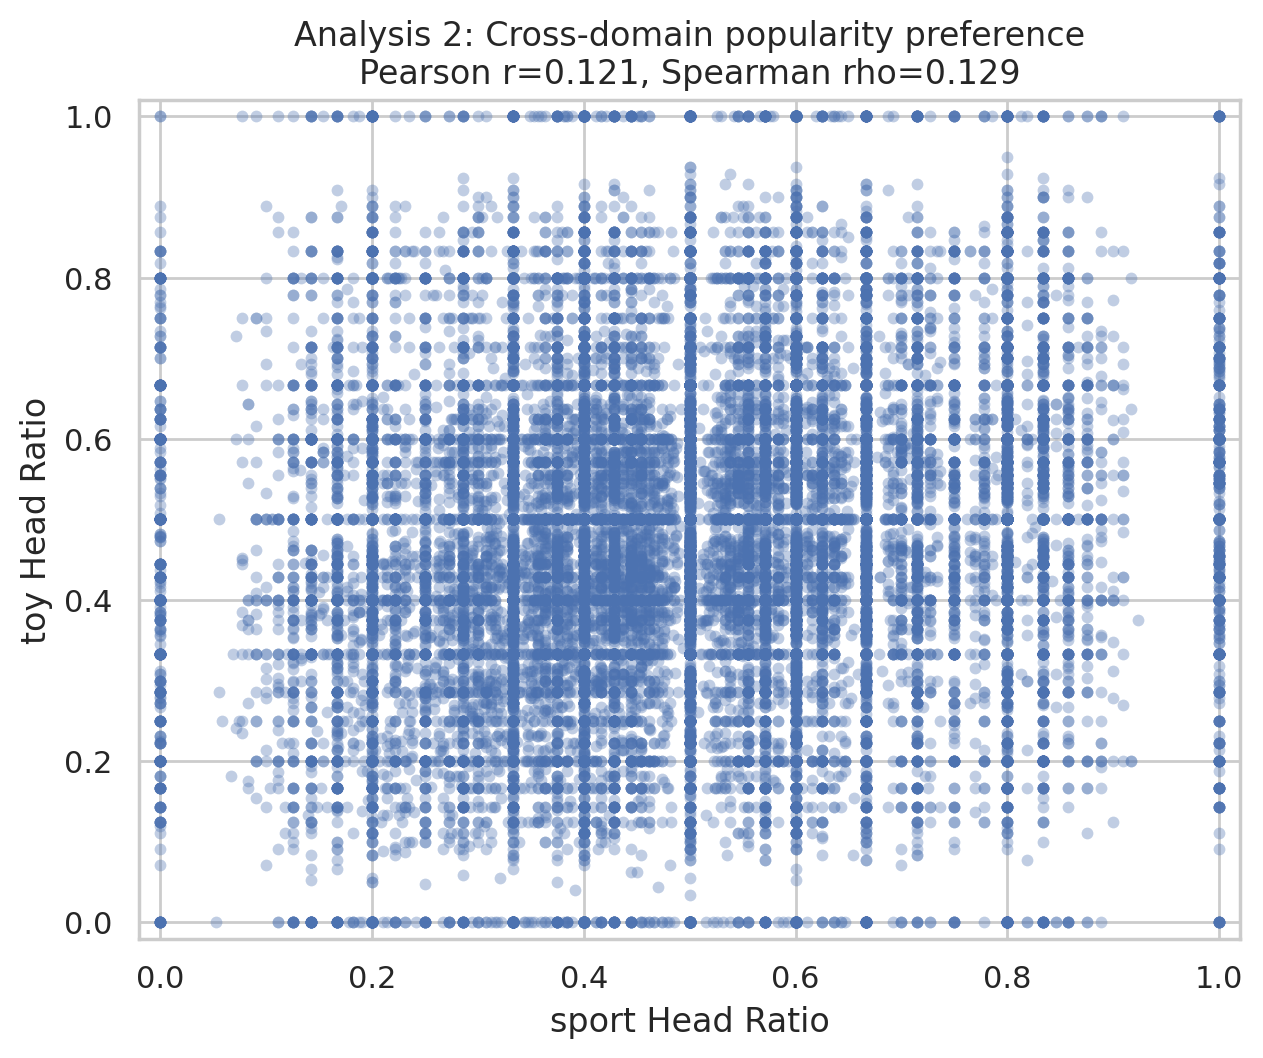 Analysis 2: Cross-domain popularity preference
Pearson r=0.121, Spearman rho=0.129
1.0
0.8
0.6
0.4
0.2
0.0
toy Head Ratio
0.0 0.2 0.4 0.6 0.8 1.0
sport Head Ratio